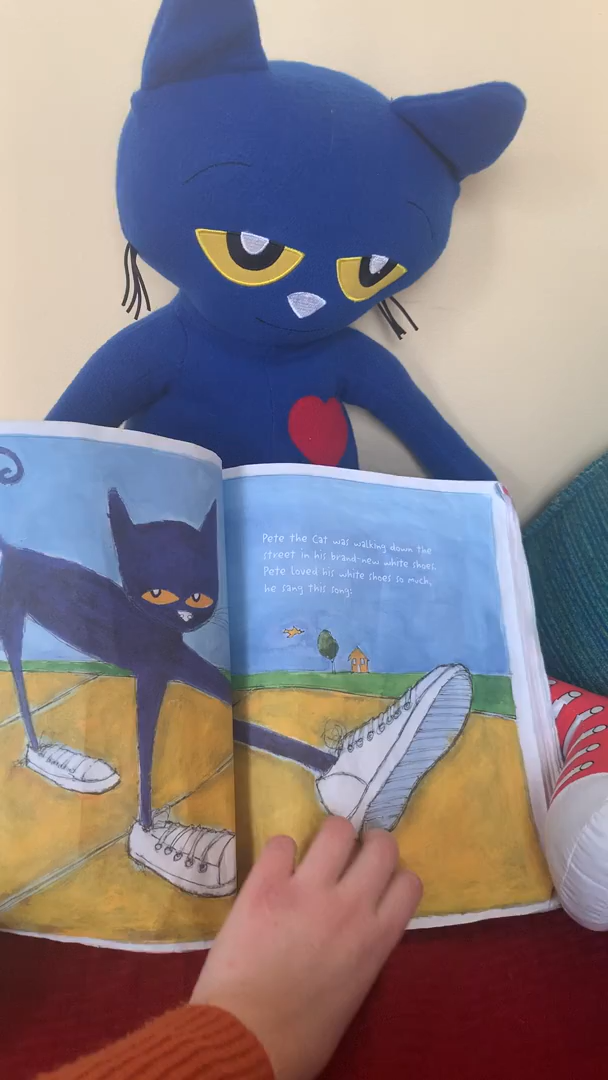 Pete the Cat was walking down the
street in his brand-new white shoes.
Pete loved his white shoes so much,
he sang this song: